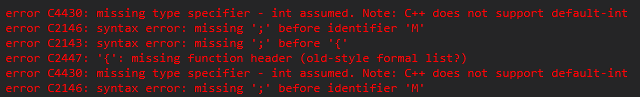 error C4430: missing type specifier - int assumed. Note: C++ does not support default-int
error C2146: syntax error: missing ';' before identifier 'M'
error C2143: syntax error: missing ';' before '{'
error C2447: '{': missing function header (old-style formal list?)
error C4430: missing type specifier - int assumed. Note: C++ does not support default-int
error C2146: syntax error: missing ';' before identifier 'M'